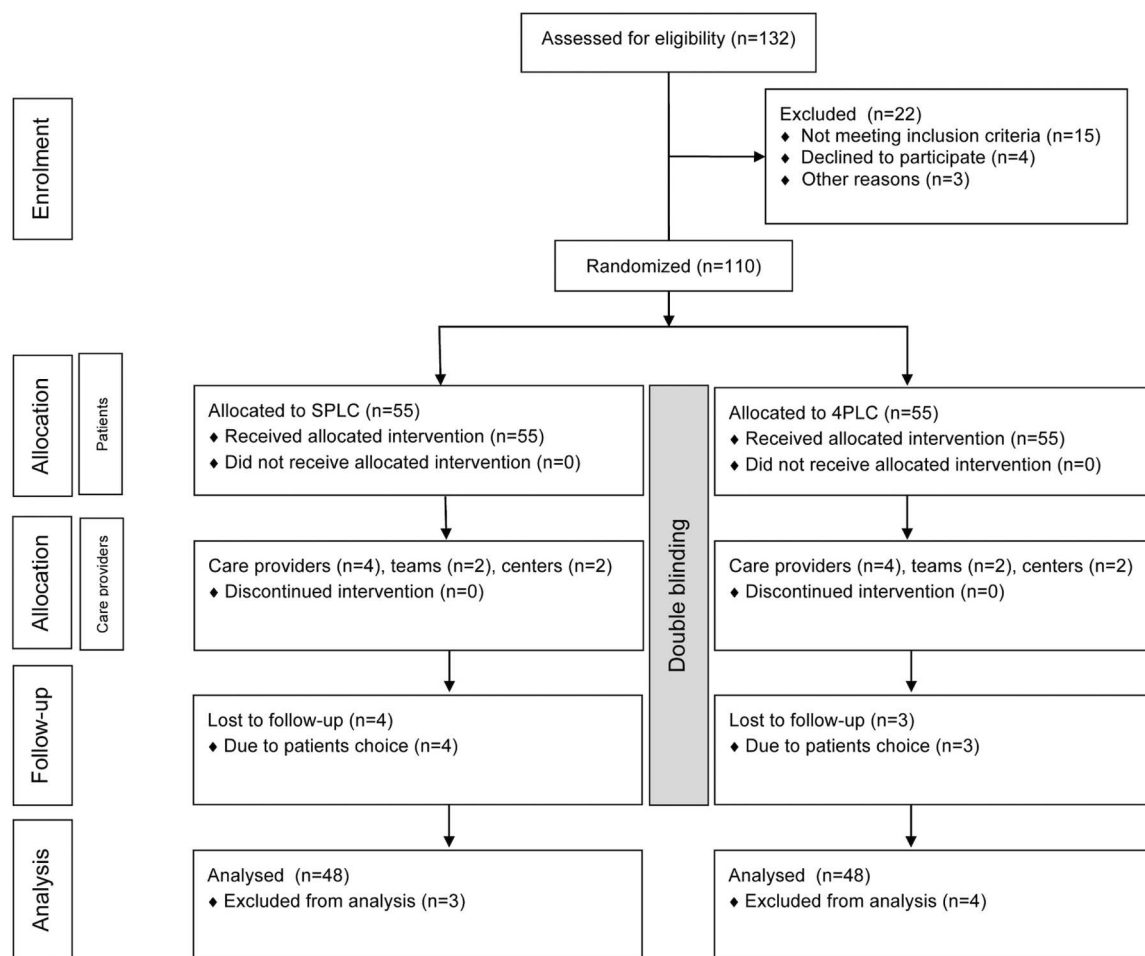 Assessed for eligibility (n=132)
Enrolment
Excluded (n=22)
♦ Not meeting inclusion criteria (n=15)
♦ Declined to participate (n=4)
♦ Other reasons (n=3)
Randomized (n=110)
Allocation
Patients
Allocated to SPLC (n=55)
♦ Received allocated intervention (n=55)
♦ Did not receive allocated intervention (n=0)
Double blinding
Allocated to 4PLC (n=55)
♦ Received allocated intervention (n=55)
♦ Did not receive allocated intervention (n=0)
Allocation
Care providers
Care providers (n=4), teams (n=2), centers (n=2)
♦ Discontinued intervention (n=0)
Care providers (n=4), teams (n=2), centers (n=2)
♦ Discontinued intervention (n=0)
Follow-up
Lost to follow-up (n=4)
♦ Due to patients choice (n=4)
Lost to follow-up (n=3)
♦ Due to patients choice (n=3)
Analysis
Analysed (n=48)
♦ Excluded from analysis (n=3)
Analysed (n=48)
♦ Excluded from analysis (n=4)